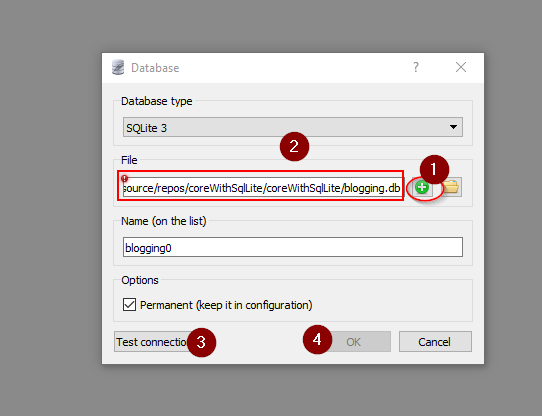 Database
?
Database type
SQLite 3
2
File
1
source/repos/coreWithSqlLite/coreWithSqlLite/blogging.db
Name (on the list)
blogging0
Options
Permanent (keep it in configuration)
Test connection
3
4
OK
Cancel